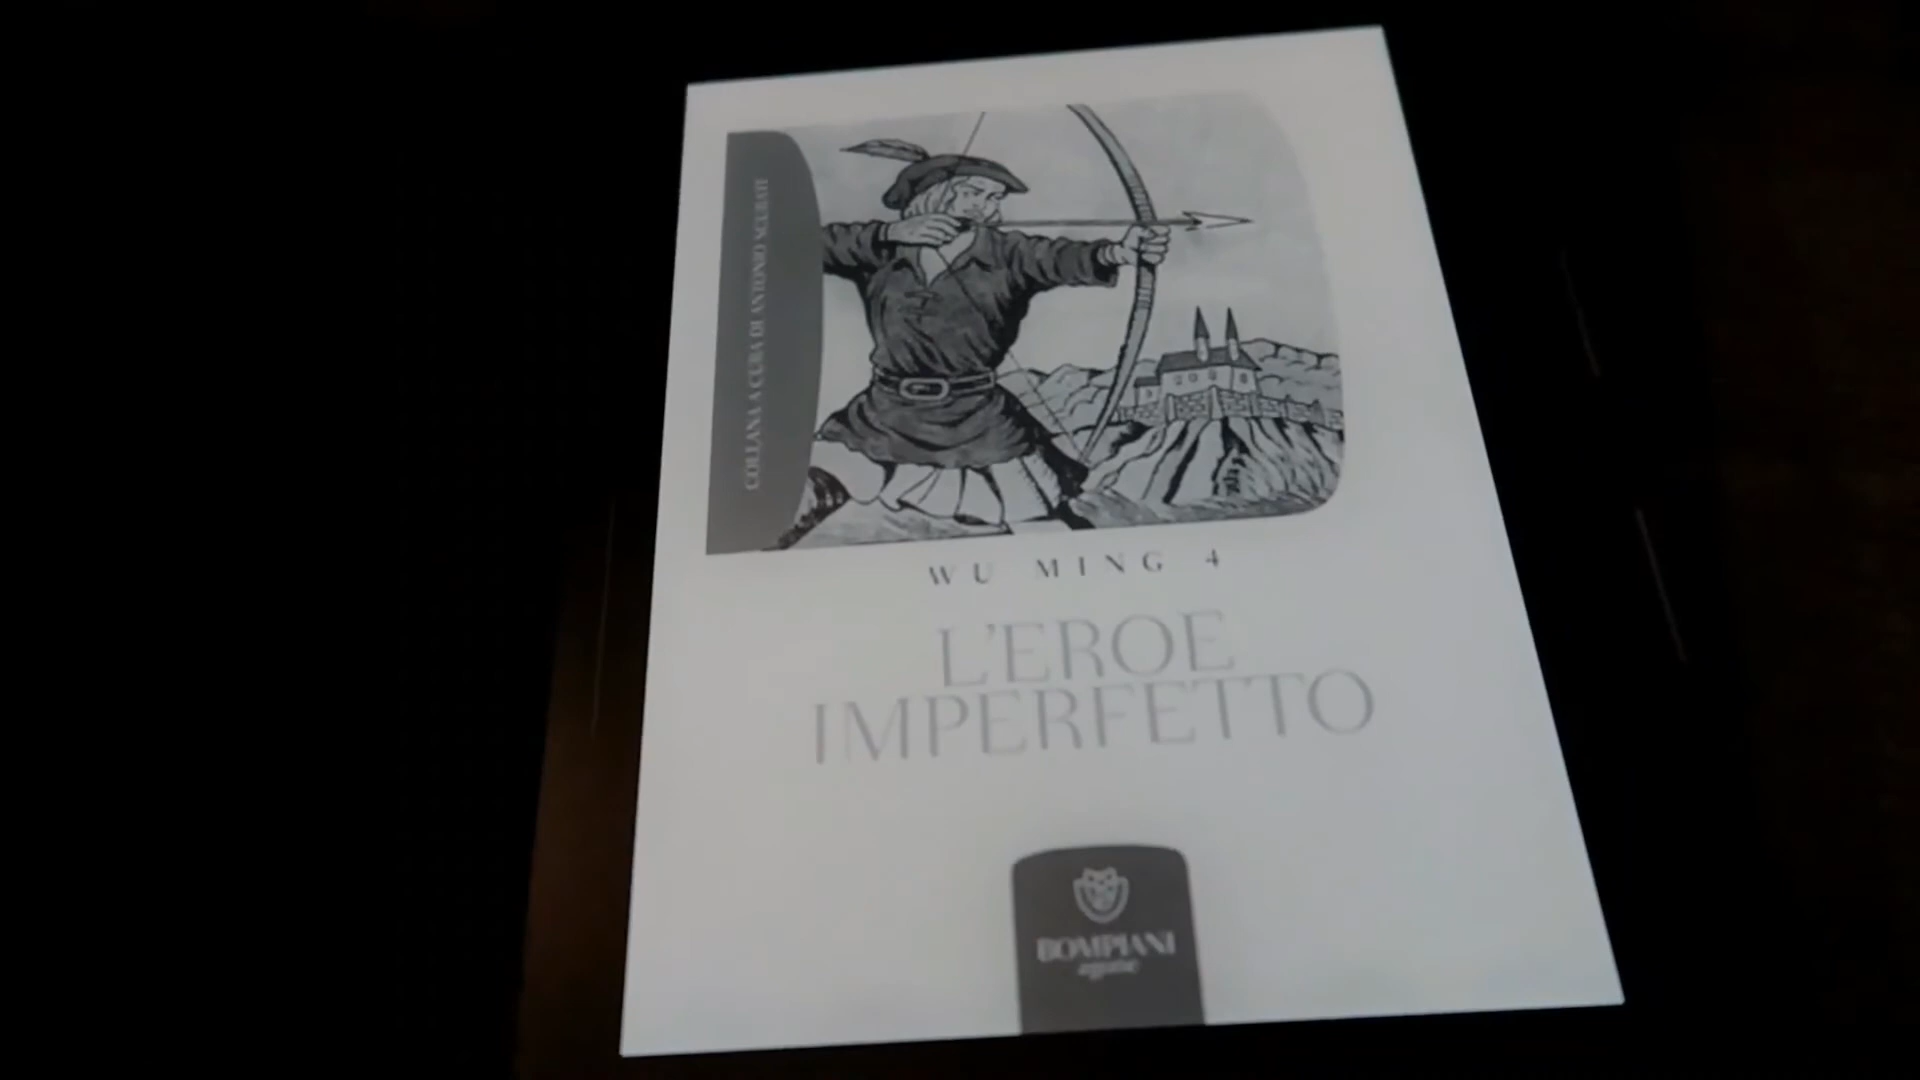 COLLANA A CURA DI ANTONIO SCURATI
WU MING 4
L'EROE
IMPERFETTO
BOMPIANI